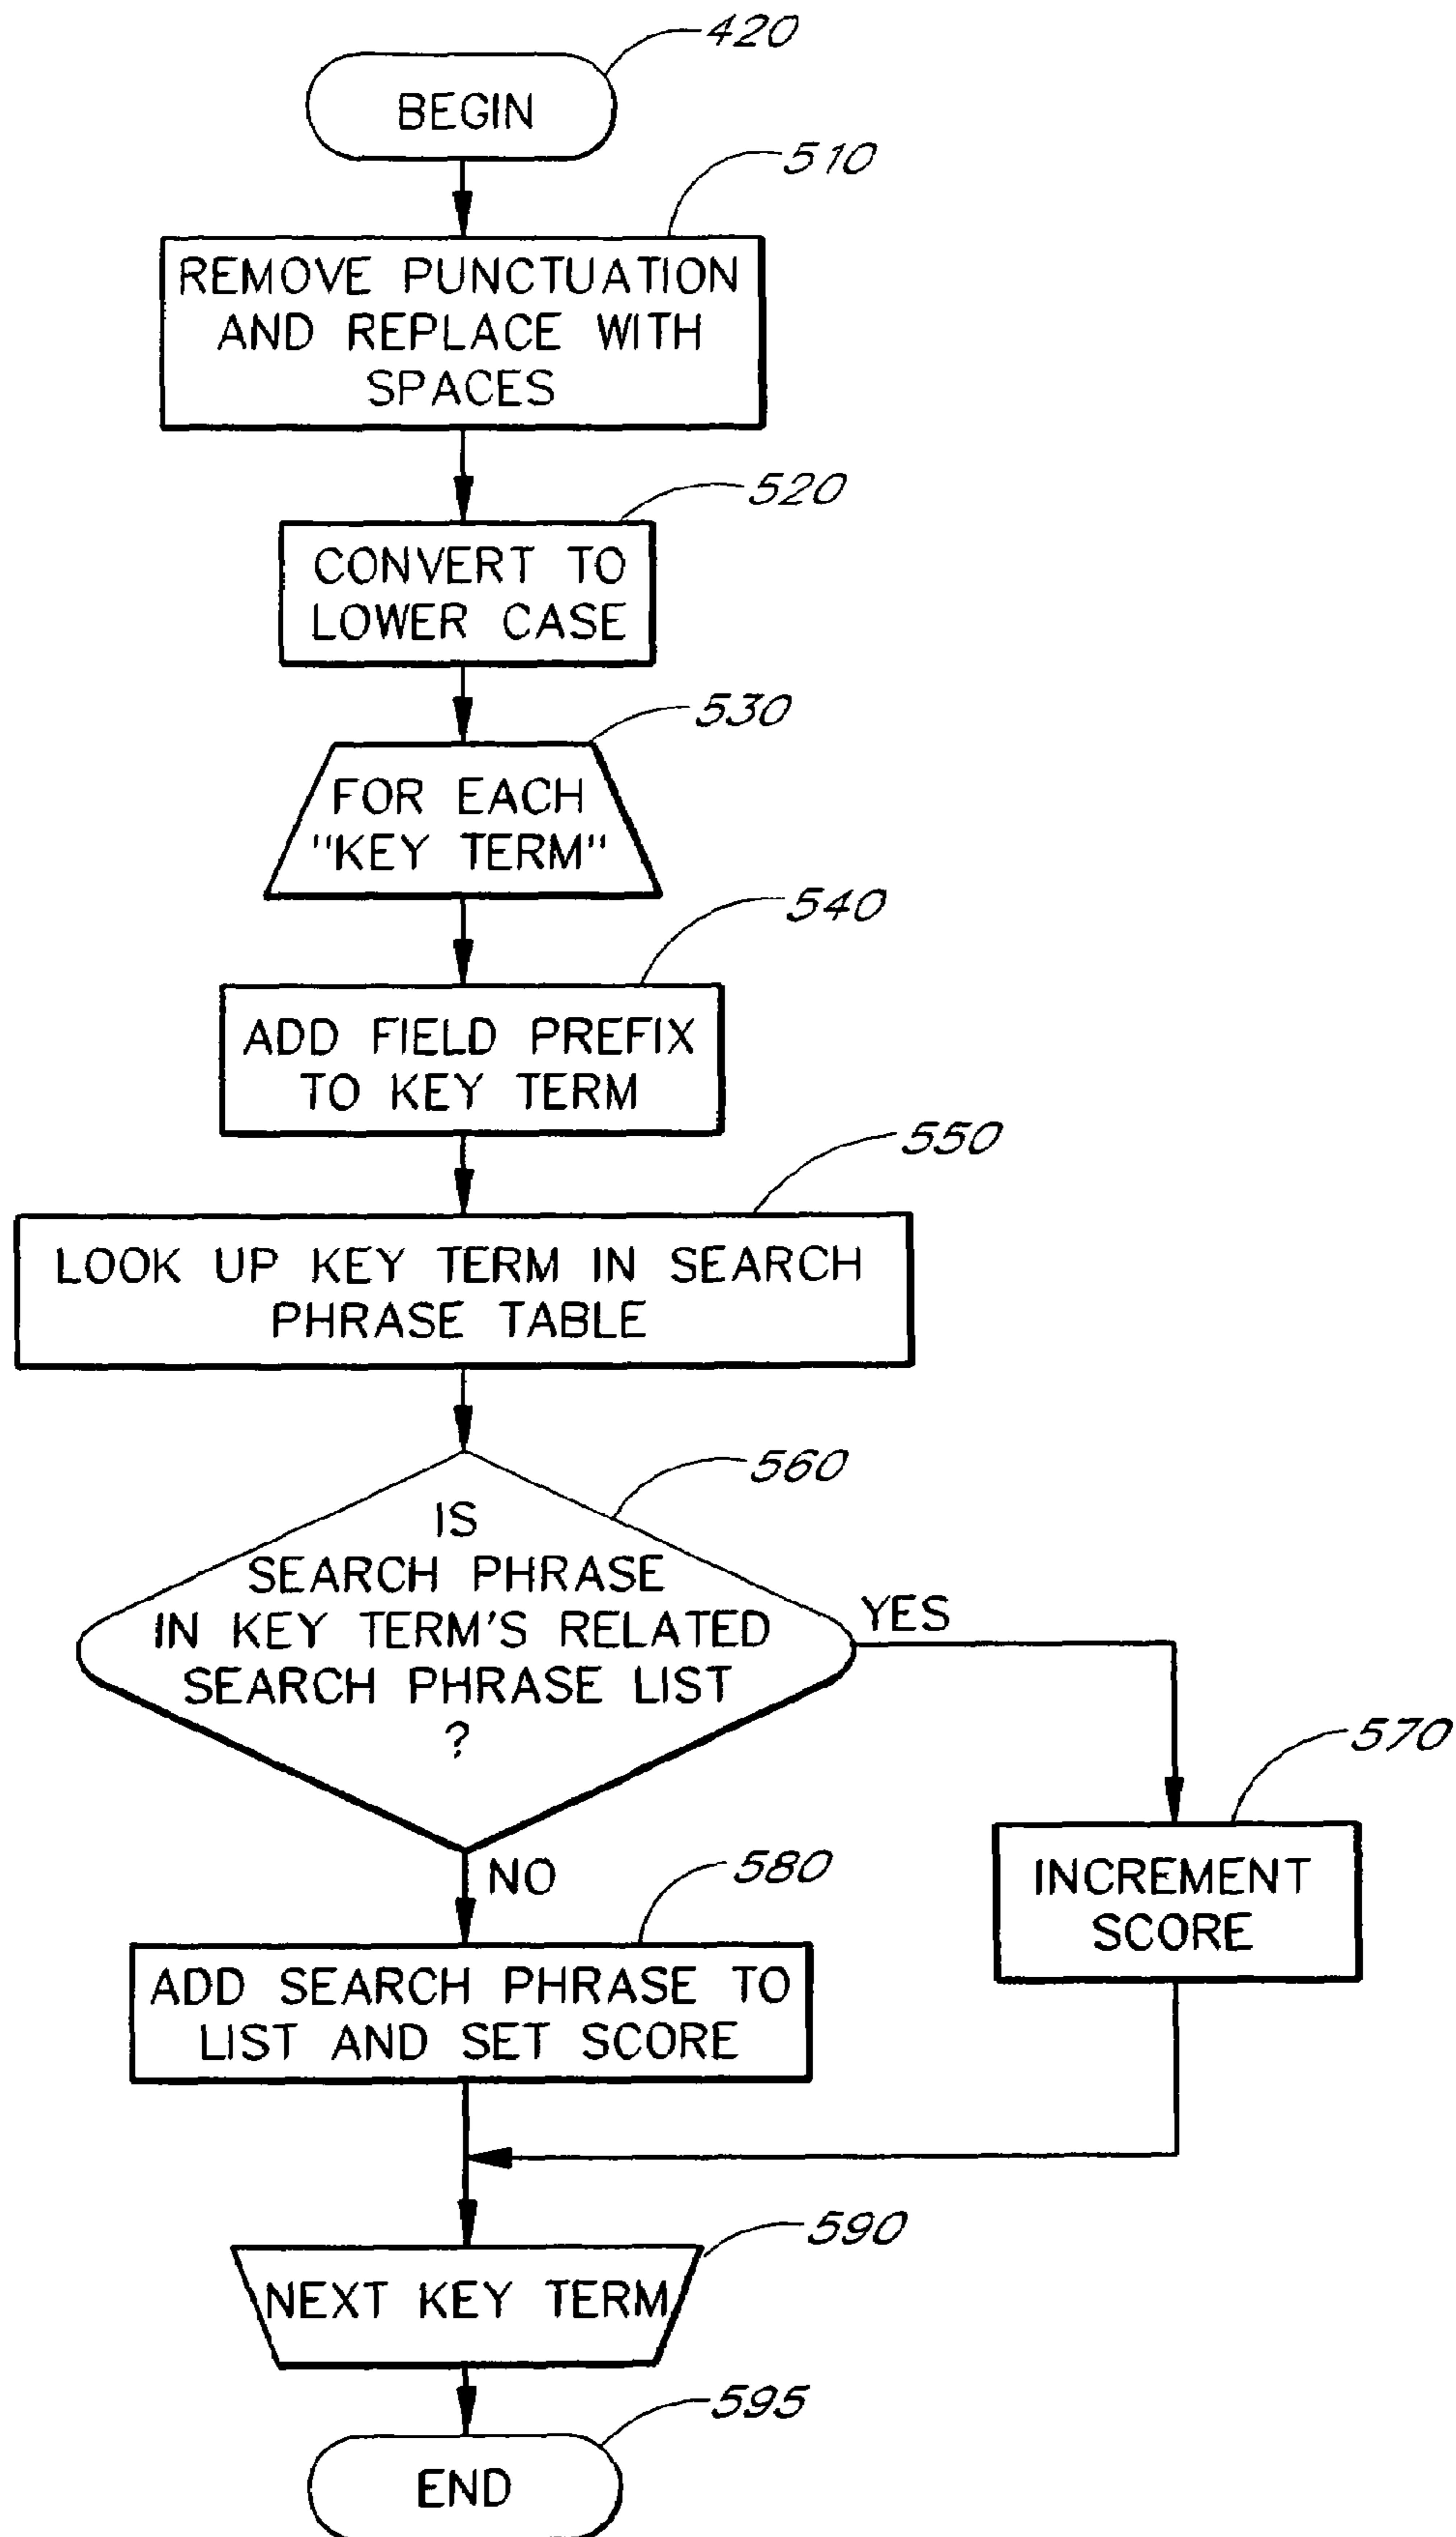 420
BEGIN
510
REMOVE PUNCTUATION
AND REPLACE WITH
SPACES
520
CONVERT TO
LOWER CASE
530
FOR EACH
"KEY TERM"
540
ADD FIELD PREFIX
TO KEY TERM
550
LOOK UP KEY TERM IN SEARCH
PHRASE TABLE
560
IS
SEARCH PHRASE
IN KEY TERM'S RELATED
SEARCH PHRASE LIST
?
YES
570
INCREMENT
SCORE
NO
580
ADD SEARCH PHRASE TO
LIST AND SET SCORE
590
NEXT KEY TERM
595
END